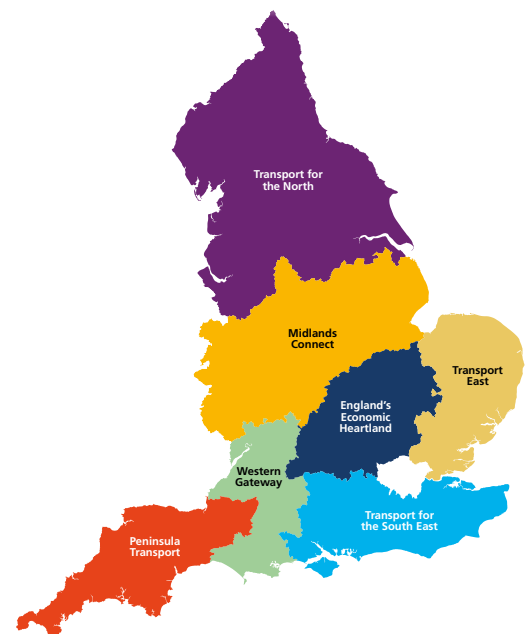 Transport for
the North
Midlands
Connect
Transport
East
England's
Economic
Heartland
Western
Gateway
Transport for
the South East
Peninsula
Transport